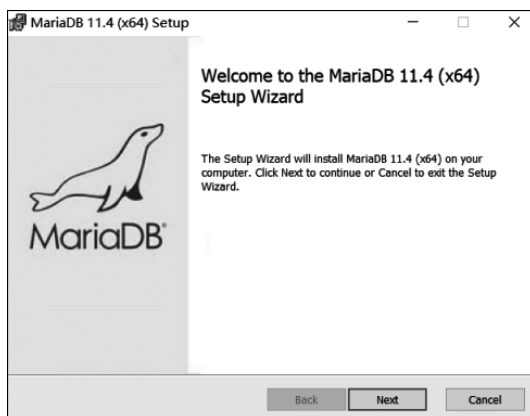 MariaDB 11.4 (x64) Setup
Welcome to the MariaDB 11.4 (x64)
Setup Wizard
The Setup Wizard will install MariaDB 11.4 (x64) on your
computer. Click Next to continue or Cancel to exit the Setup
Wizard.
MariaDB®
Back Next Cancel